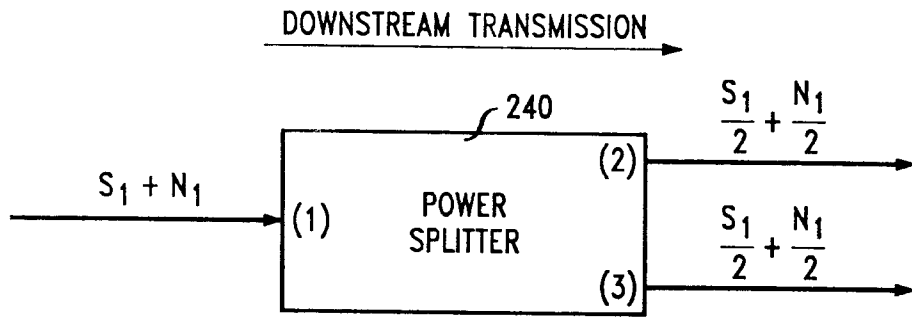 DOWNSTREAM TRANSMISSION
240
S₁ + N₁
(1)
POWER
SPLITTER
(2)
S₁/2 + N₁/2
(3)
S₁/2 + N₁/2